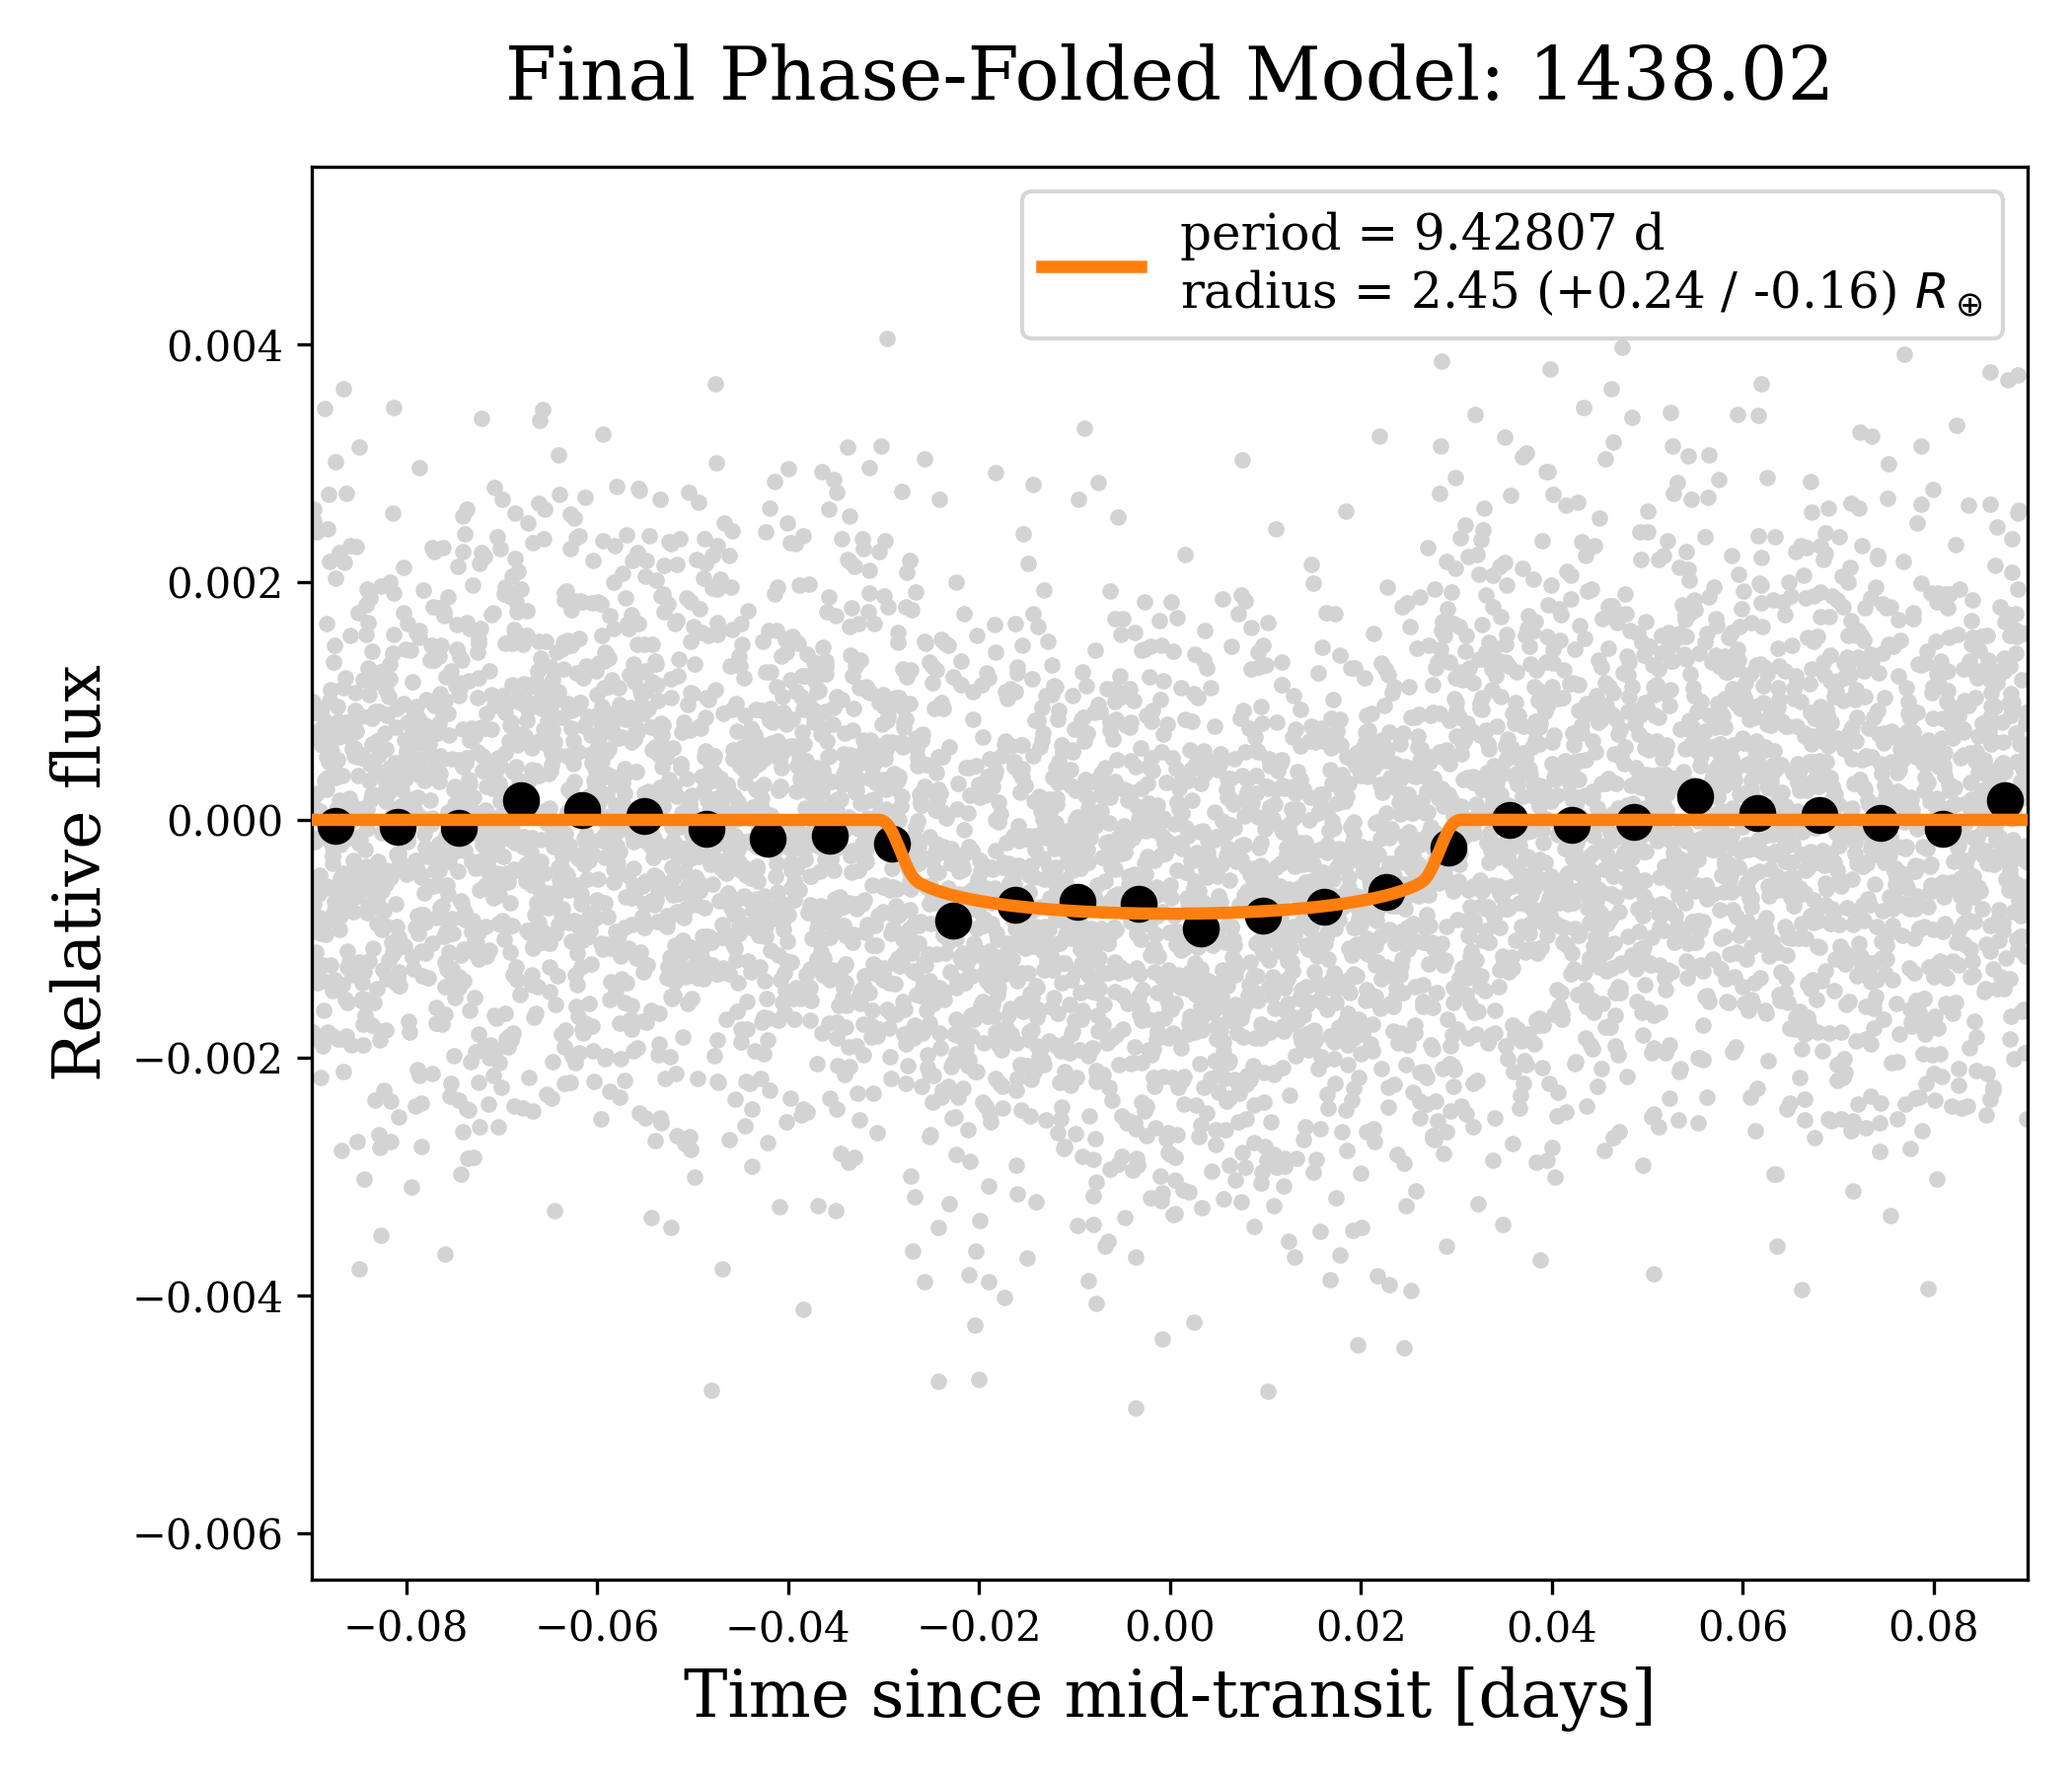 Final Phase-Folded Model: 1438.02
period = 9.42807 d
radius = 2.45 (+0.24 / -0.16) R⊕
0.004
0.002
0.000
−0.002
−0.004
−0.006
Relative flux
−0.08 −0.06 −0.04 −0.02 0.00 0.02 0.04 0.06 0.08
Time since mid-transit [days]